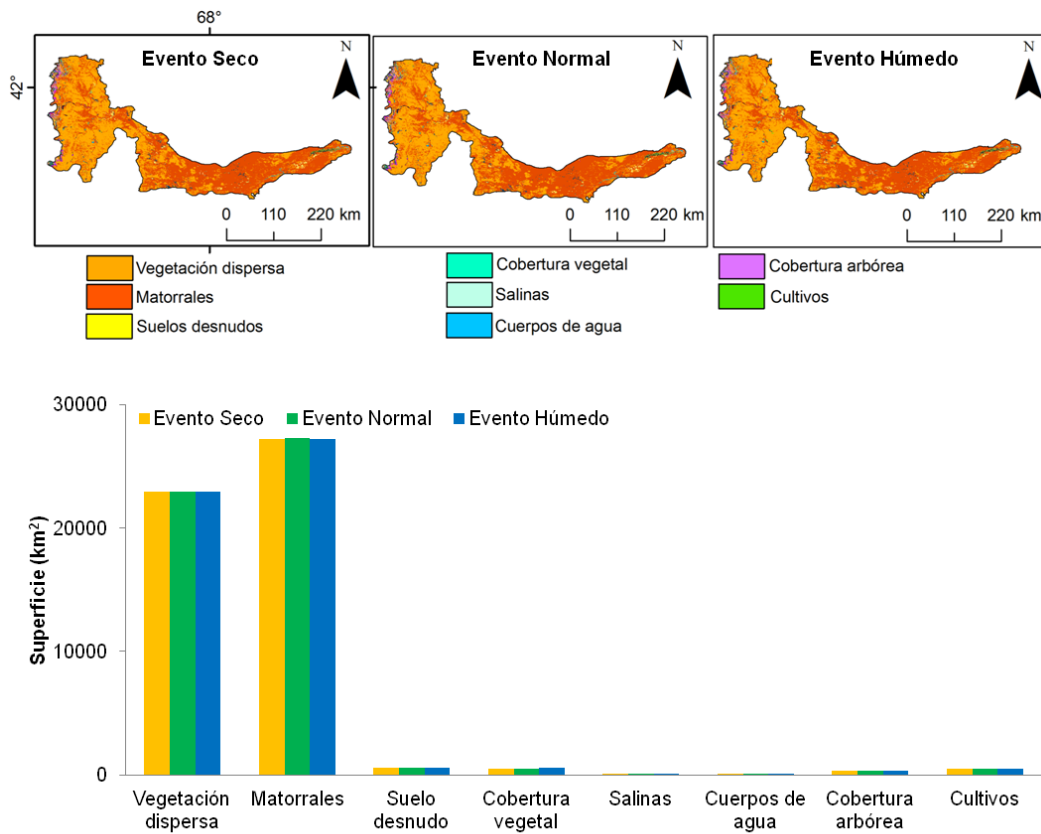 68°
42°
Evento Seco
N
Evento Normal
N
Evento Húmedo
N
0 110 220 km
0 110 220 km
0 110 220 km
Vegetación dispersa
Matorrales
Suelos desnudos
Cobertura vegetal
Salinas
Cuerpos de agua
Cobertura arbórea
Cultivos
Evento Seco Evento Normal Evento Húmedo
Superficie (km²)
30000
20000
10000
0
Vegetación
dispersa
Matorrales
Suelo
desnudo
Cobertura
vegetal
Salinas
Cuerpos de
agua
Cobertura
arbórea
Cultivos